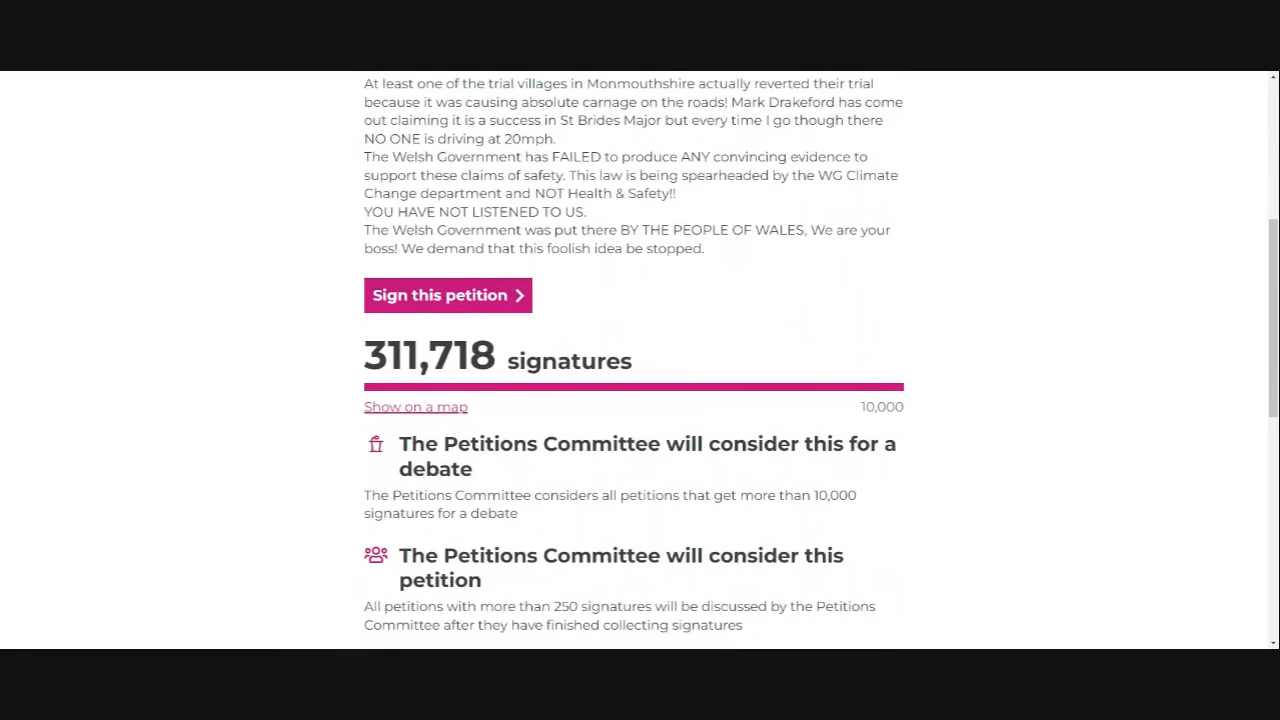 At least one of the trial villages in Monmouthshire actually reverted their trial
because it was causing absolute carnage on the roads! Mark Drakeford has come
out claiming it is a success in St Brides Major but every time I go though there
NO ONE is driving at 20mph.
The Welsh Government has FAILED to produce ANY convincing evidence to
support these claims of safety. This law is being spearheaded by the WG Climate
Change department and NOT Health & Safety!!
YOU HAVE NOT LISTENED TO US.
The Welsh Government was put there BY THE PEOPLE OF WALES, We are your
boss! We demand that this foolish idea be stopped.
Sign this petition
311,718 signatures
Show on a map 10,000
The Petitions Committee will consider this for a
debate
The Petitions Committee considers all petitions that get more than 10,000
signatures for a debate
The Petitions Committee will consider this
petition
All petitions with more than 250 signatures will be discussed by the Petitions
Committee after they have finished collecting signatures